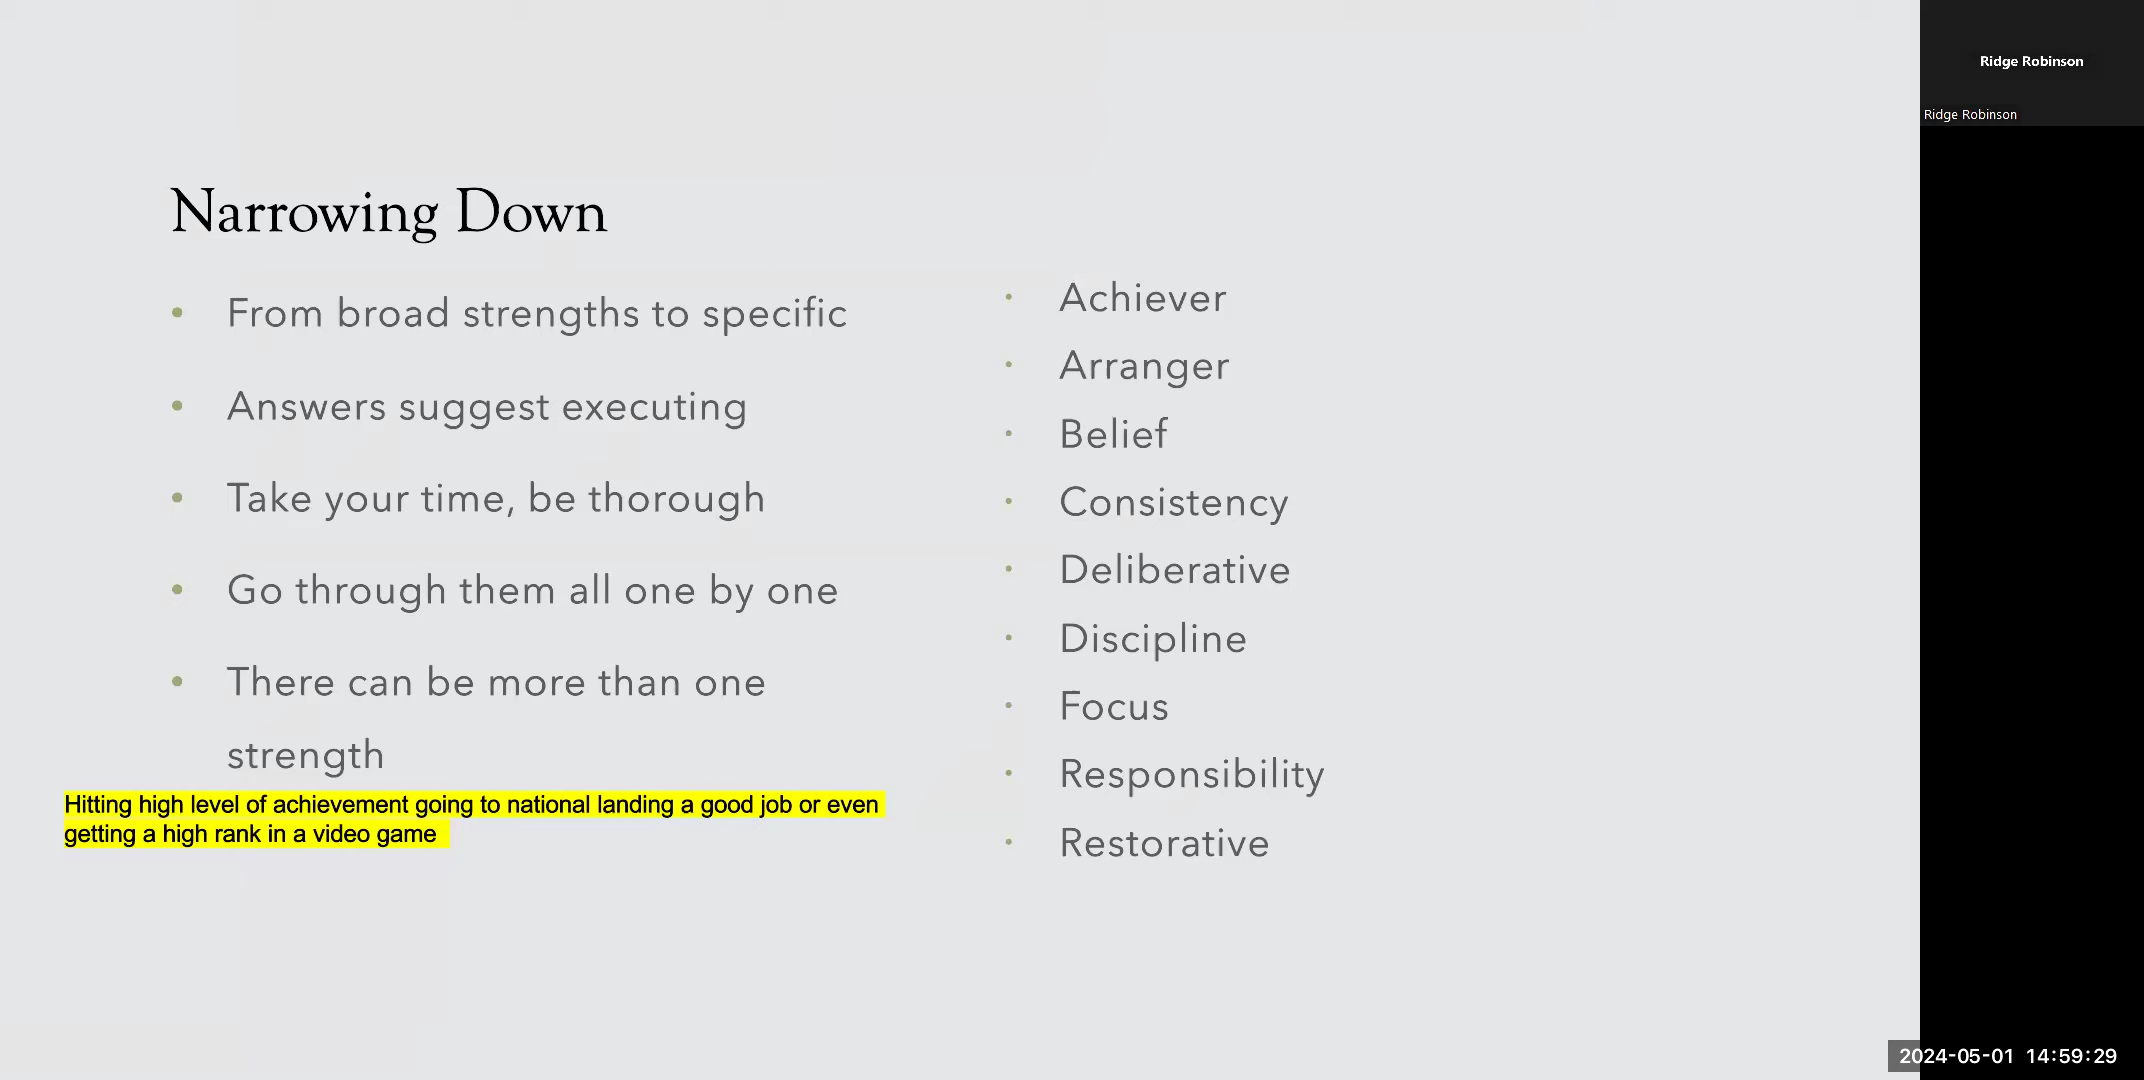 Narrowing Down
• From broad strengths to specific
• Answers suggest executing
• Take your time, be thorough
• Go through them all one by one
• There can be more than one
strength
Hitting high level of achievement going to national landing a good job or even
getting a high rank in a video game
• Achiever
• Arranger
• Belief
• Consistency
• Deliberative
• Discipline
• Focus
• Responsibility
• Restorative
Ridge Robinson
Ridge Robinson
2024-05-01 14:59:29